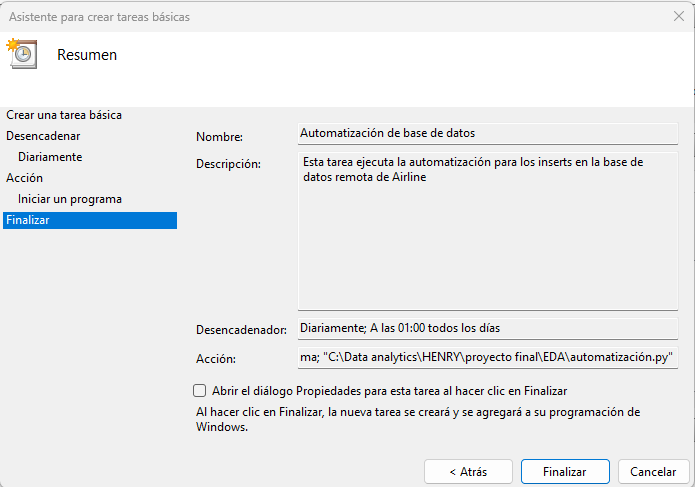 Asistente para crear tareas básicas
Resumen
Crear una tarea básica
Desencadenar
Diariamente
Acción
Iniciar un programa
Finalizar
Nombre:
Automatización de base de datos
Descripción:
Esta tarea ejecuta la automatización para los inserts en la base de
datos remota de Airline
Desencadenador:
Diariamente; A las 01:00 todos los días
Acción:
ma; "C:\Data analytics\HENRY\proyecto final\EDA\automatización.py"
Abrir el diálogo Propiedades para esta tarea al hacer clic en Finalizar
Al hacer clic en Finalizar, la nueva tarea se creará y se agregará a su programación de
Windows.
< Atrás
Finalizar
Cancelar